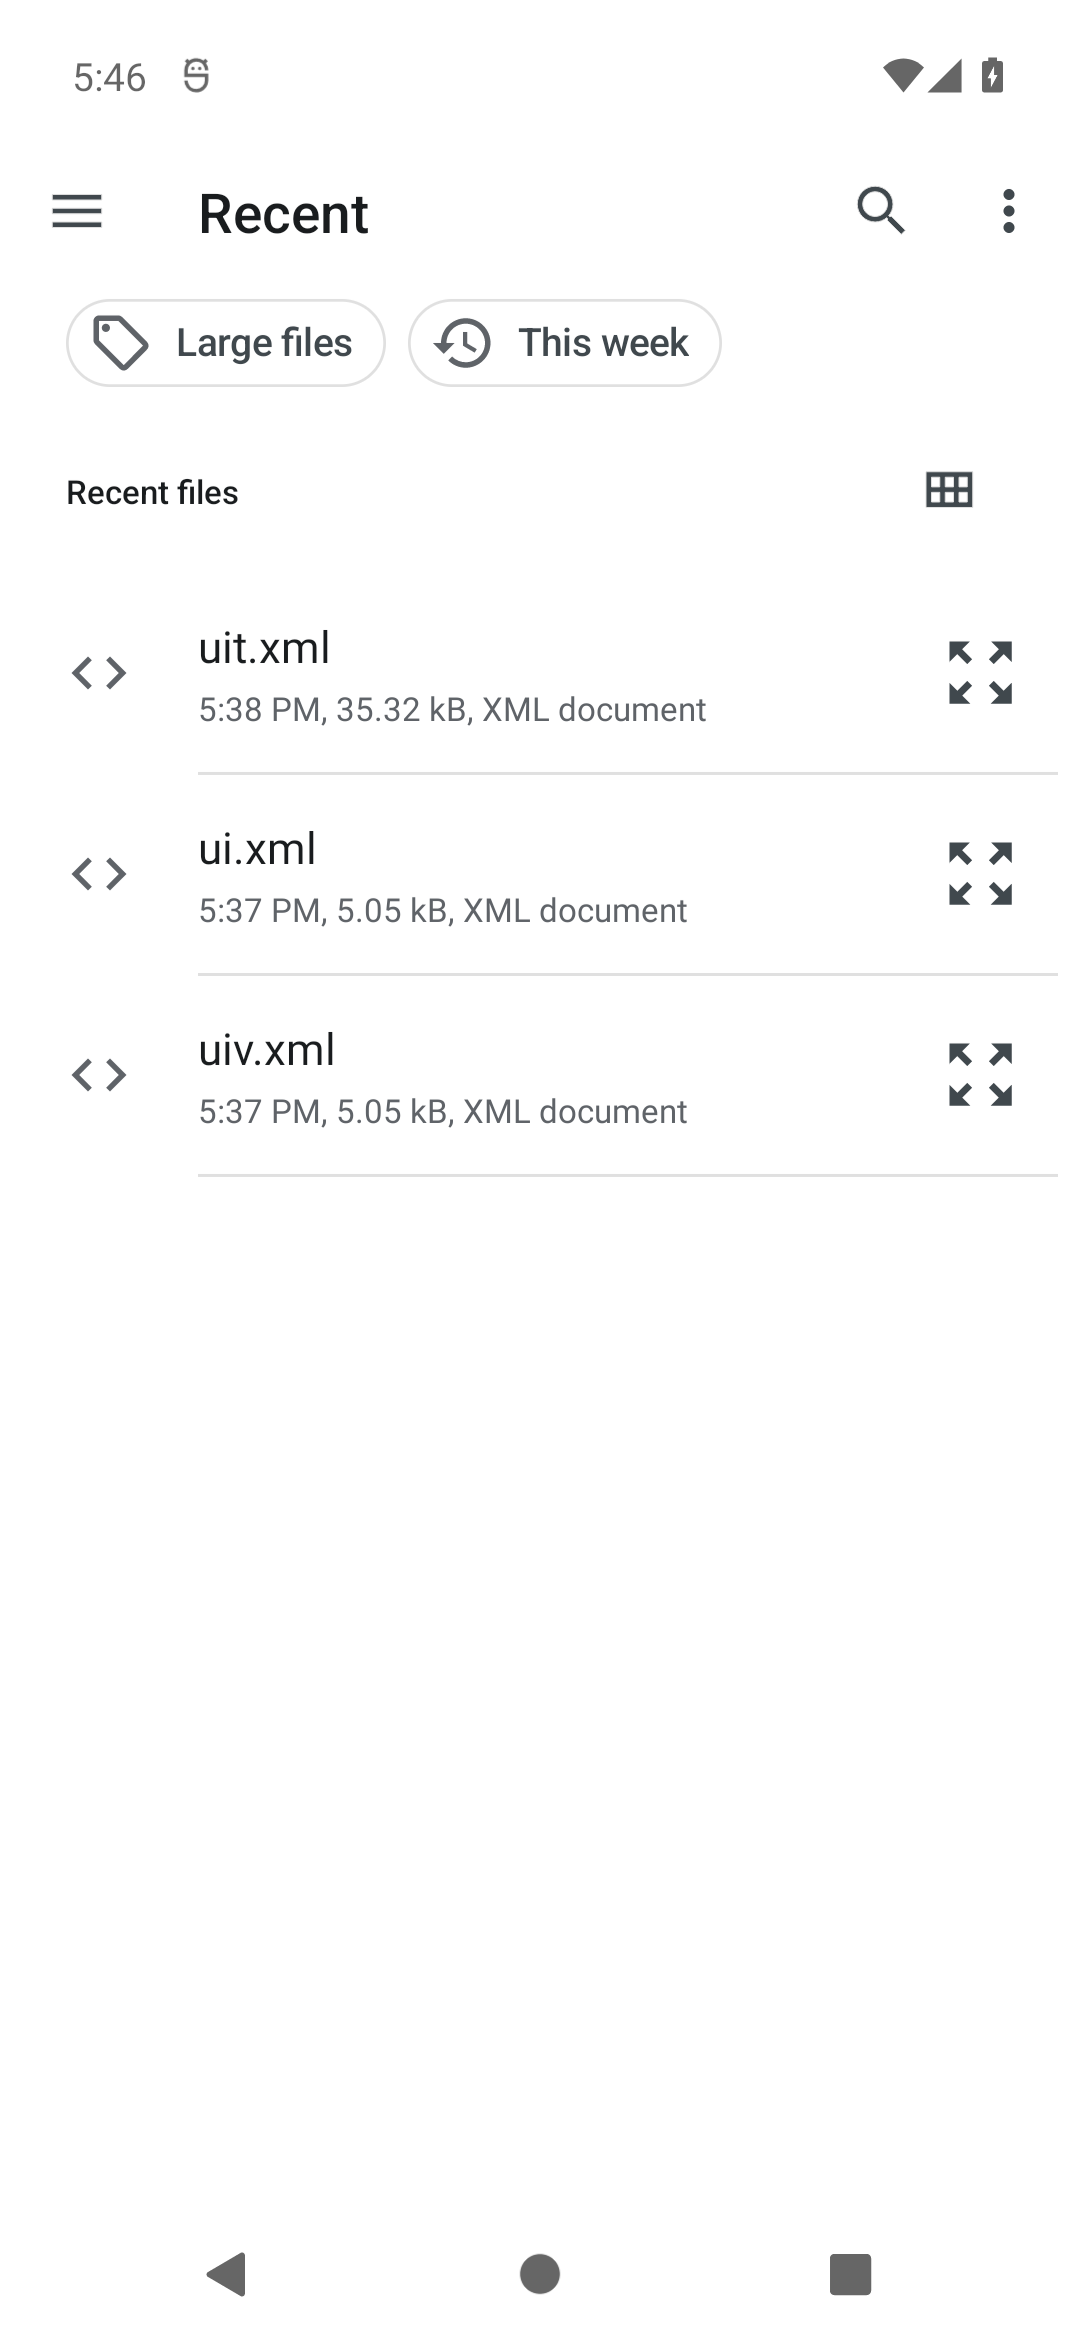 5:46
Recent
Large files
This week
Recent files
uit.xml
5:38 PM, 35.32 kB, XML document
ui.xml
5:37 PM, 5.05 kB, XML document
uiv.xml
5:37 PM, 5.05 kB, XML document